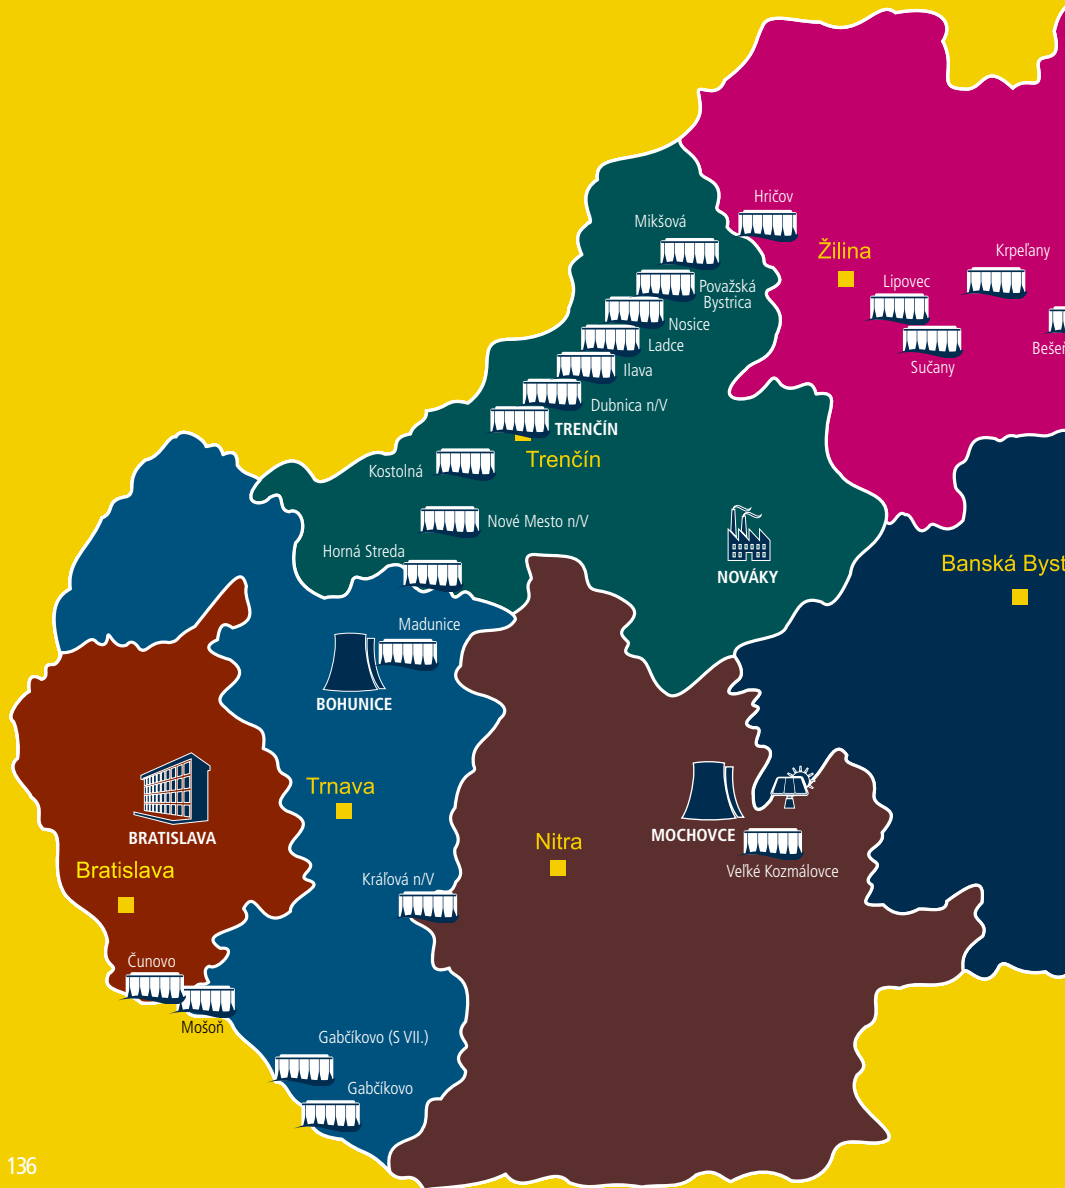 Hričov
Mikšová
Žilina
Krpeľany
Považská
Bystrica
Lipovec
Nosice
Ladce
Sučany
Ilava
Dubnica n/V
TRENČÍN
Trenčín
Kostolná
Nové Mesto n/V
Horná Streda
NOVÁKY
Banská Byst
Madunice
BOHUNICE
Trnava
BRATISLAVA
Bratislava
MOCHOVCE
Nitra
Veľké Kozmálovce
Kráľová n/V
Čunovo
Mošoň
Gabčíkovo (S VII.)
Gabčíkovo
136